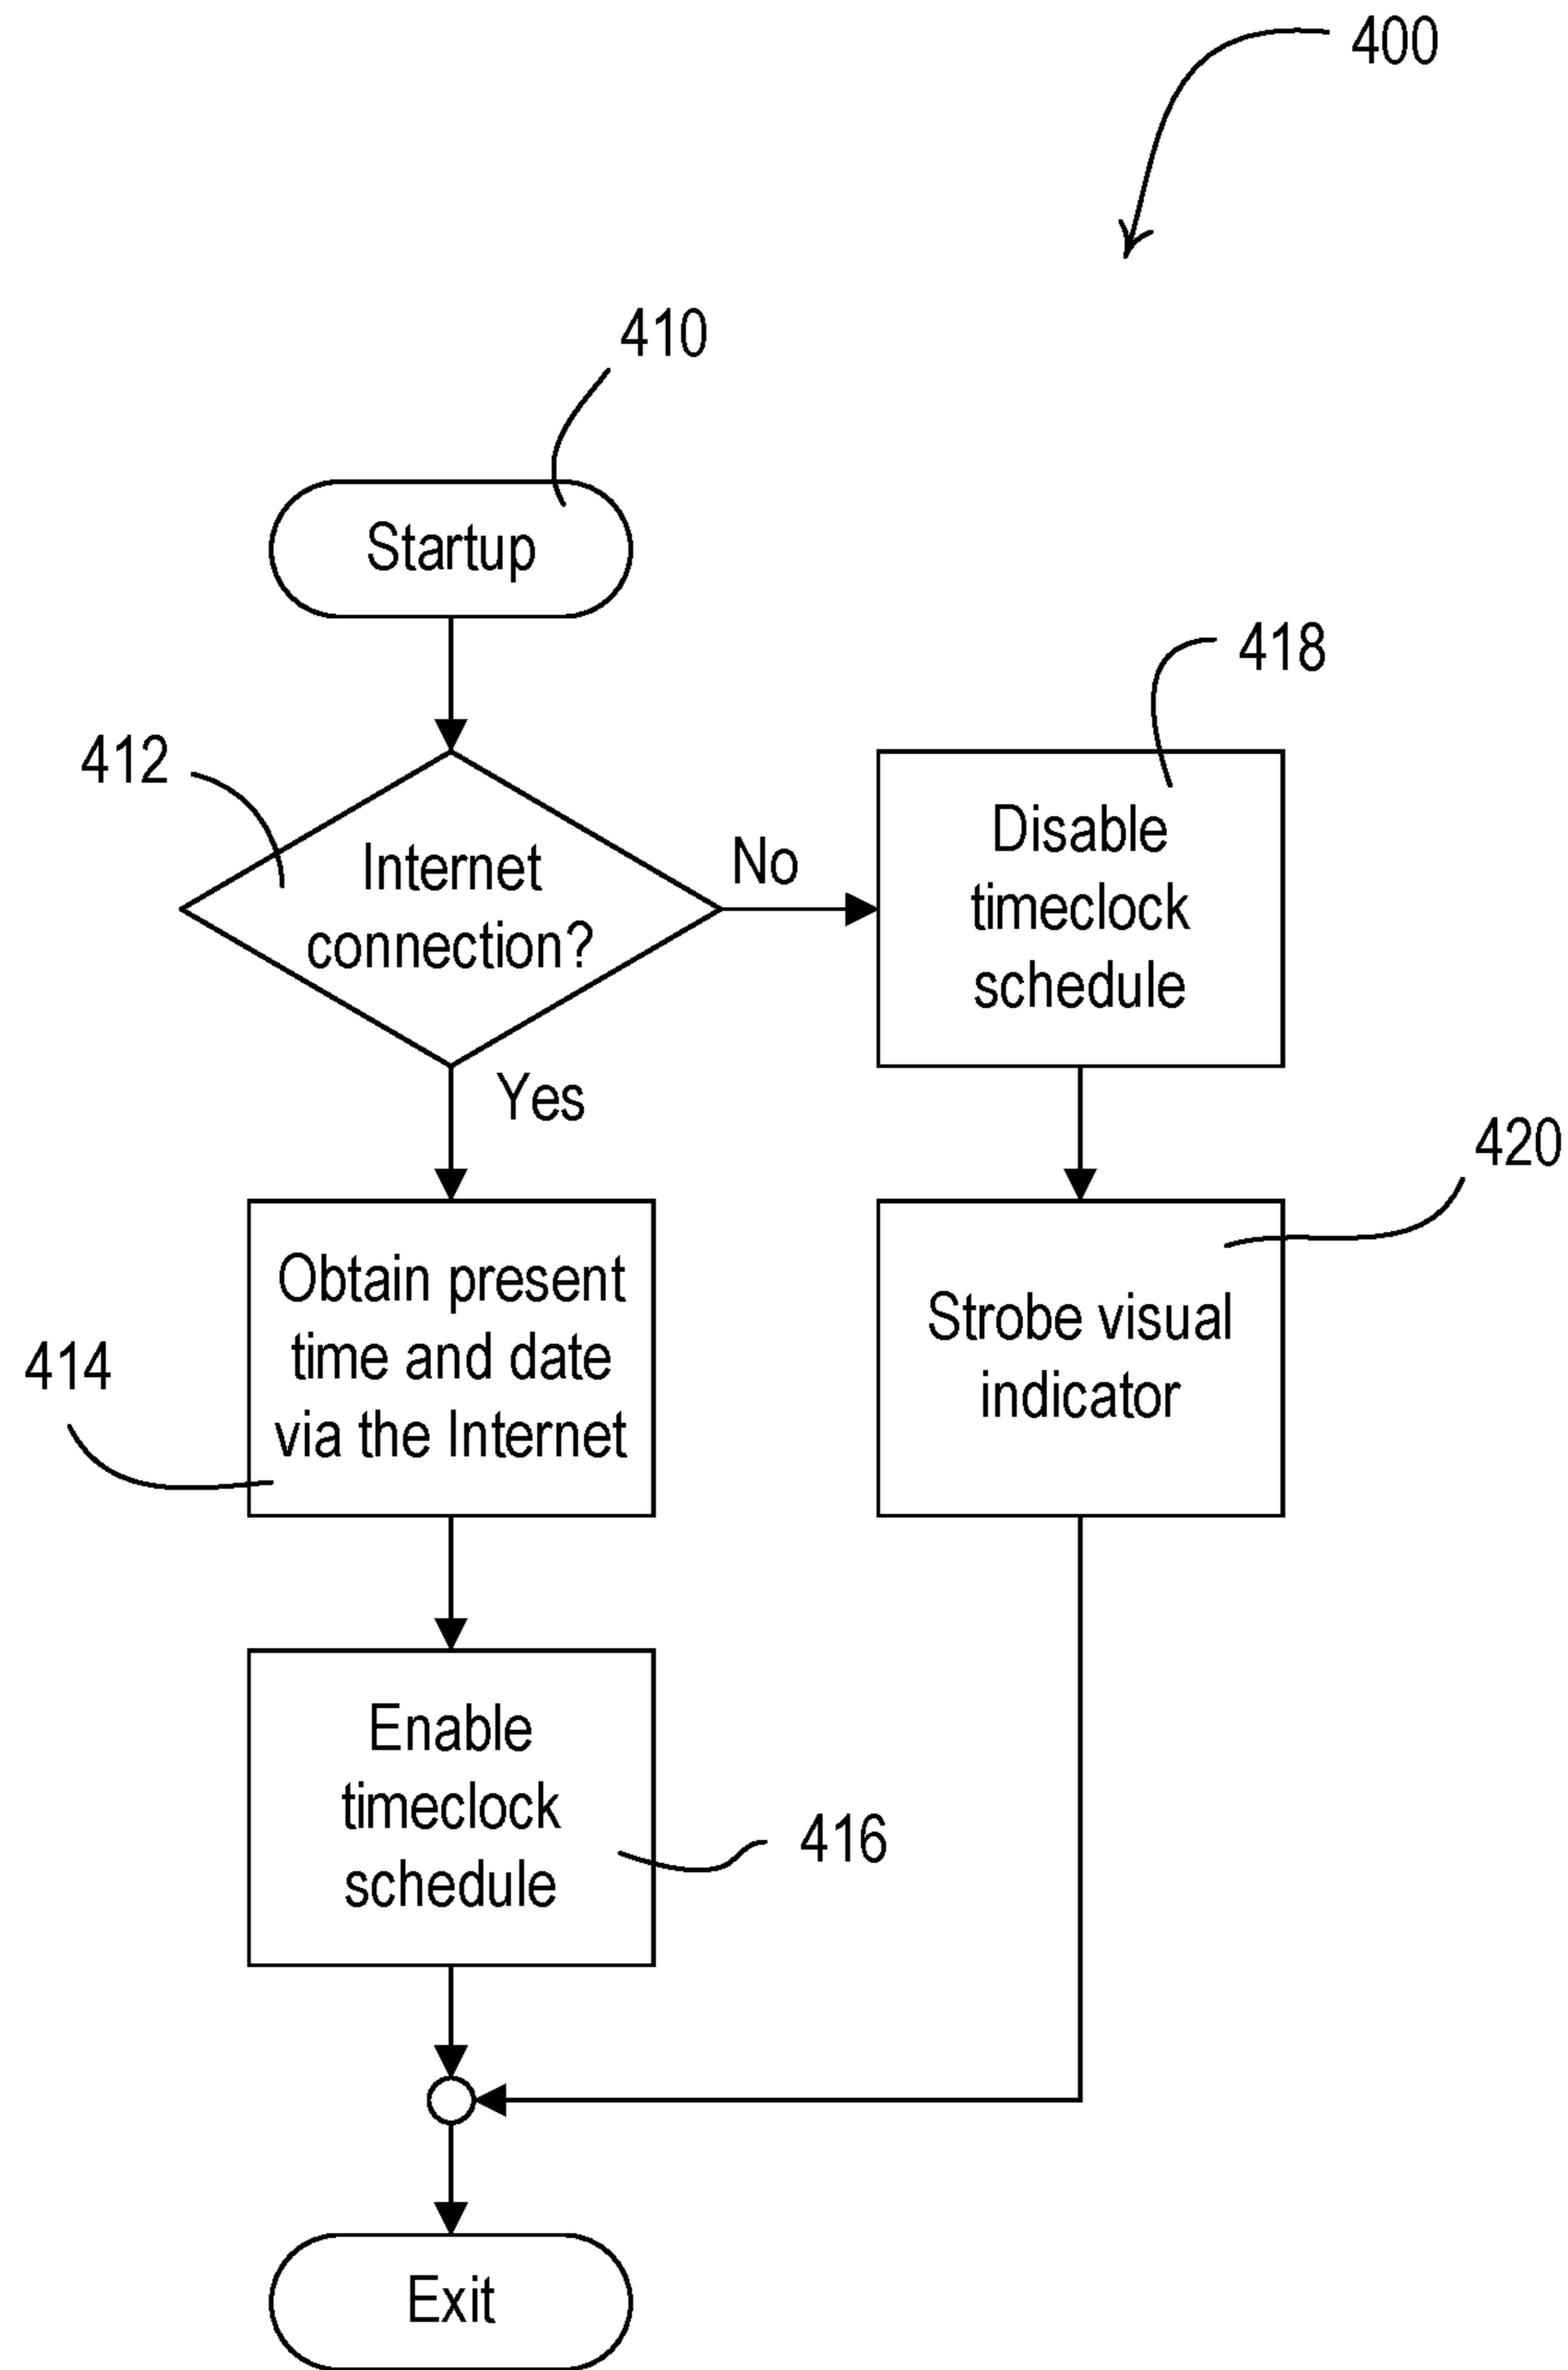 400
410
Startup
418
412
Internet
connection?
No
Disable
timeclock
schedule
Yes
420
Obtain present
time and date
via the Internet
414
Strobe visual
indicator
Enable
timeclock
schedule
416
Exit